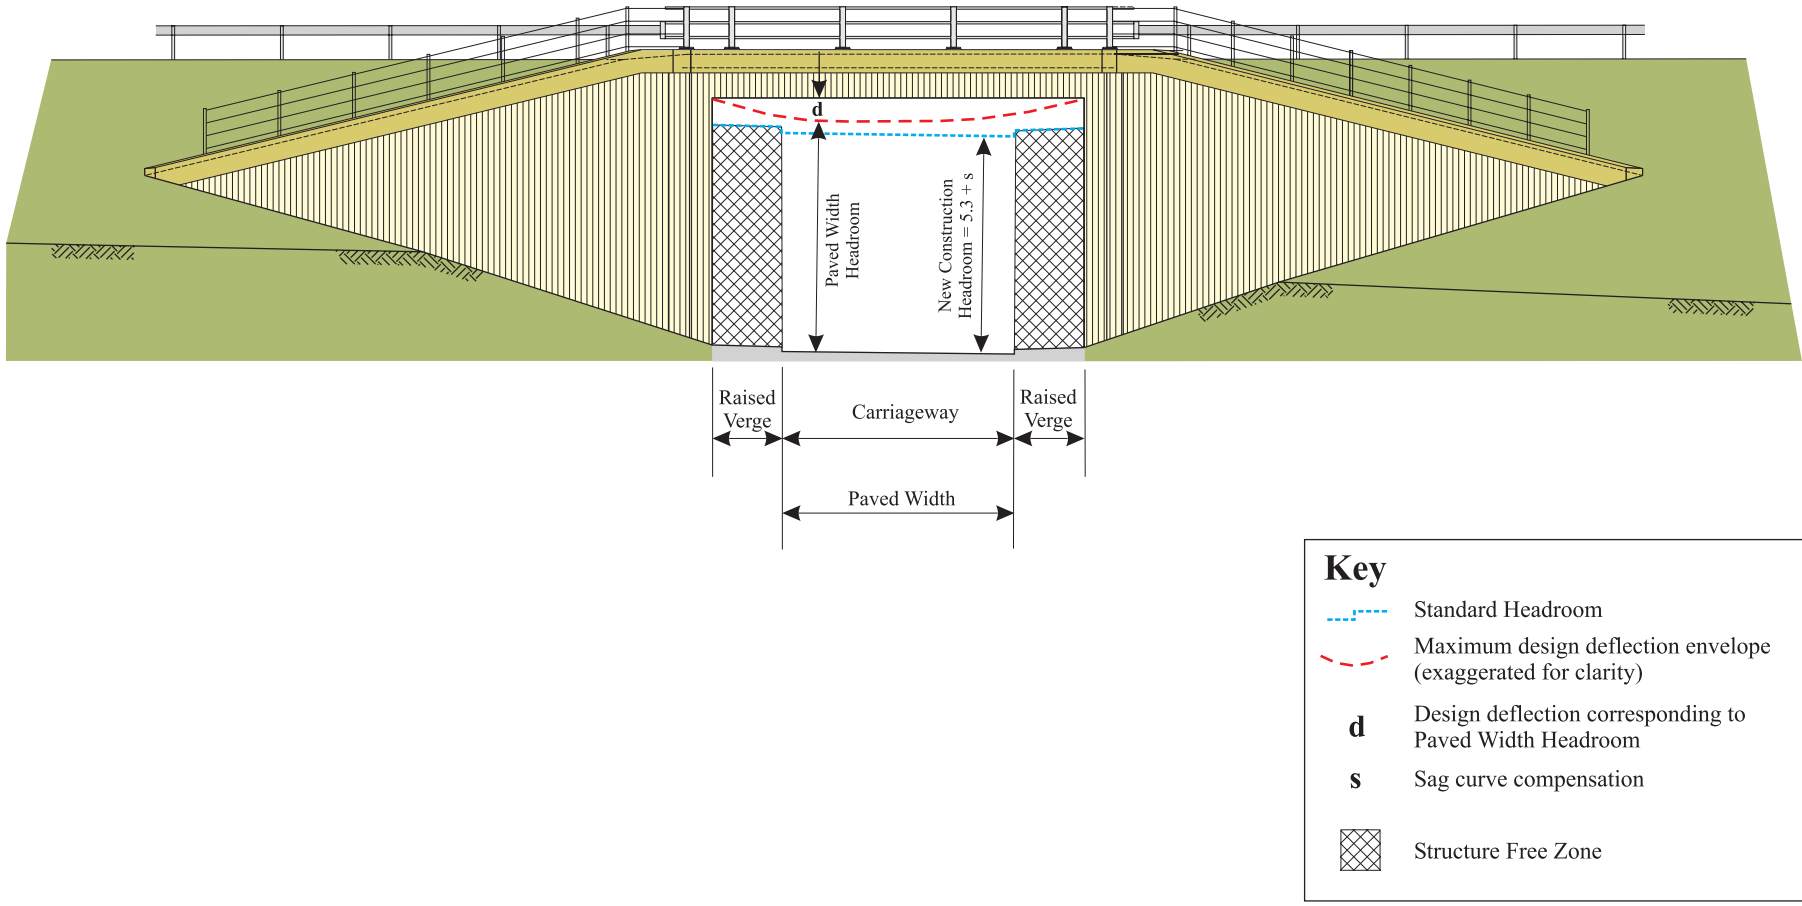 d
Paved Width
Headroom
New Construction
Headroom = 5.3 + s
Raised
Verge
Carriageway
Raised
Verge
Paved Width
Key
Standard Headroom
Maximum design deflection envelope
(exaggerated for clarity)
d
Design deflection corresponding to
Paved Width Headroom
s
Sag curve compensation
Structure Free Zone